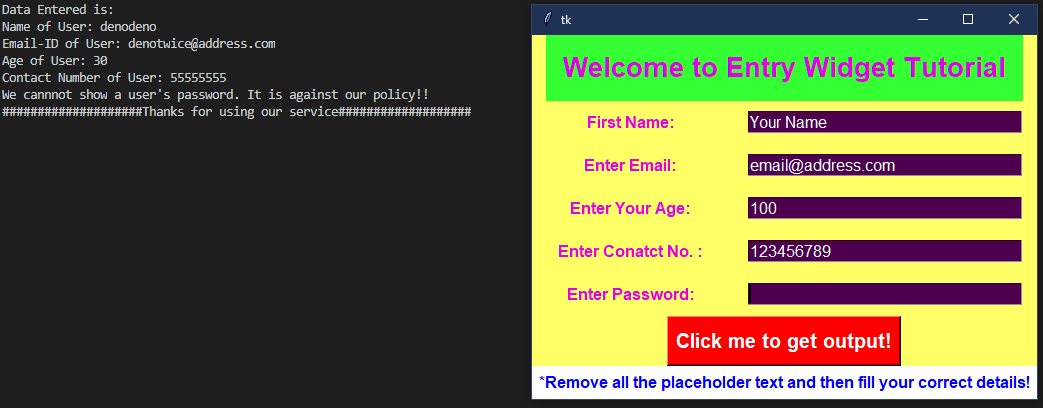 Data Entered is:
Name of User: denodeno
Email-ID of User: denotwice@address.com
Age of User: 30
Contact Number of User: 55555555
We cannnot show a user's password. It is against our policy!!
####################Thanks for using our service###################
tk
Welcome to Entry Widget Tutorial
First Name: Your Name
Enter Email: email@address.com
Enter Your Age: 100
Enter Conatct No. : 123456789
Enter Password:
Click me to get output!
*Remove all the placeholder text and then fill your correct details!